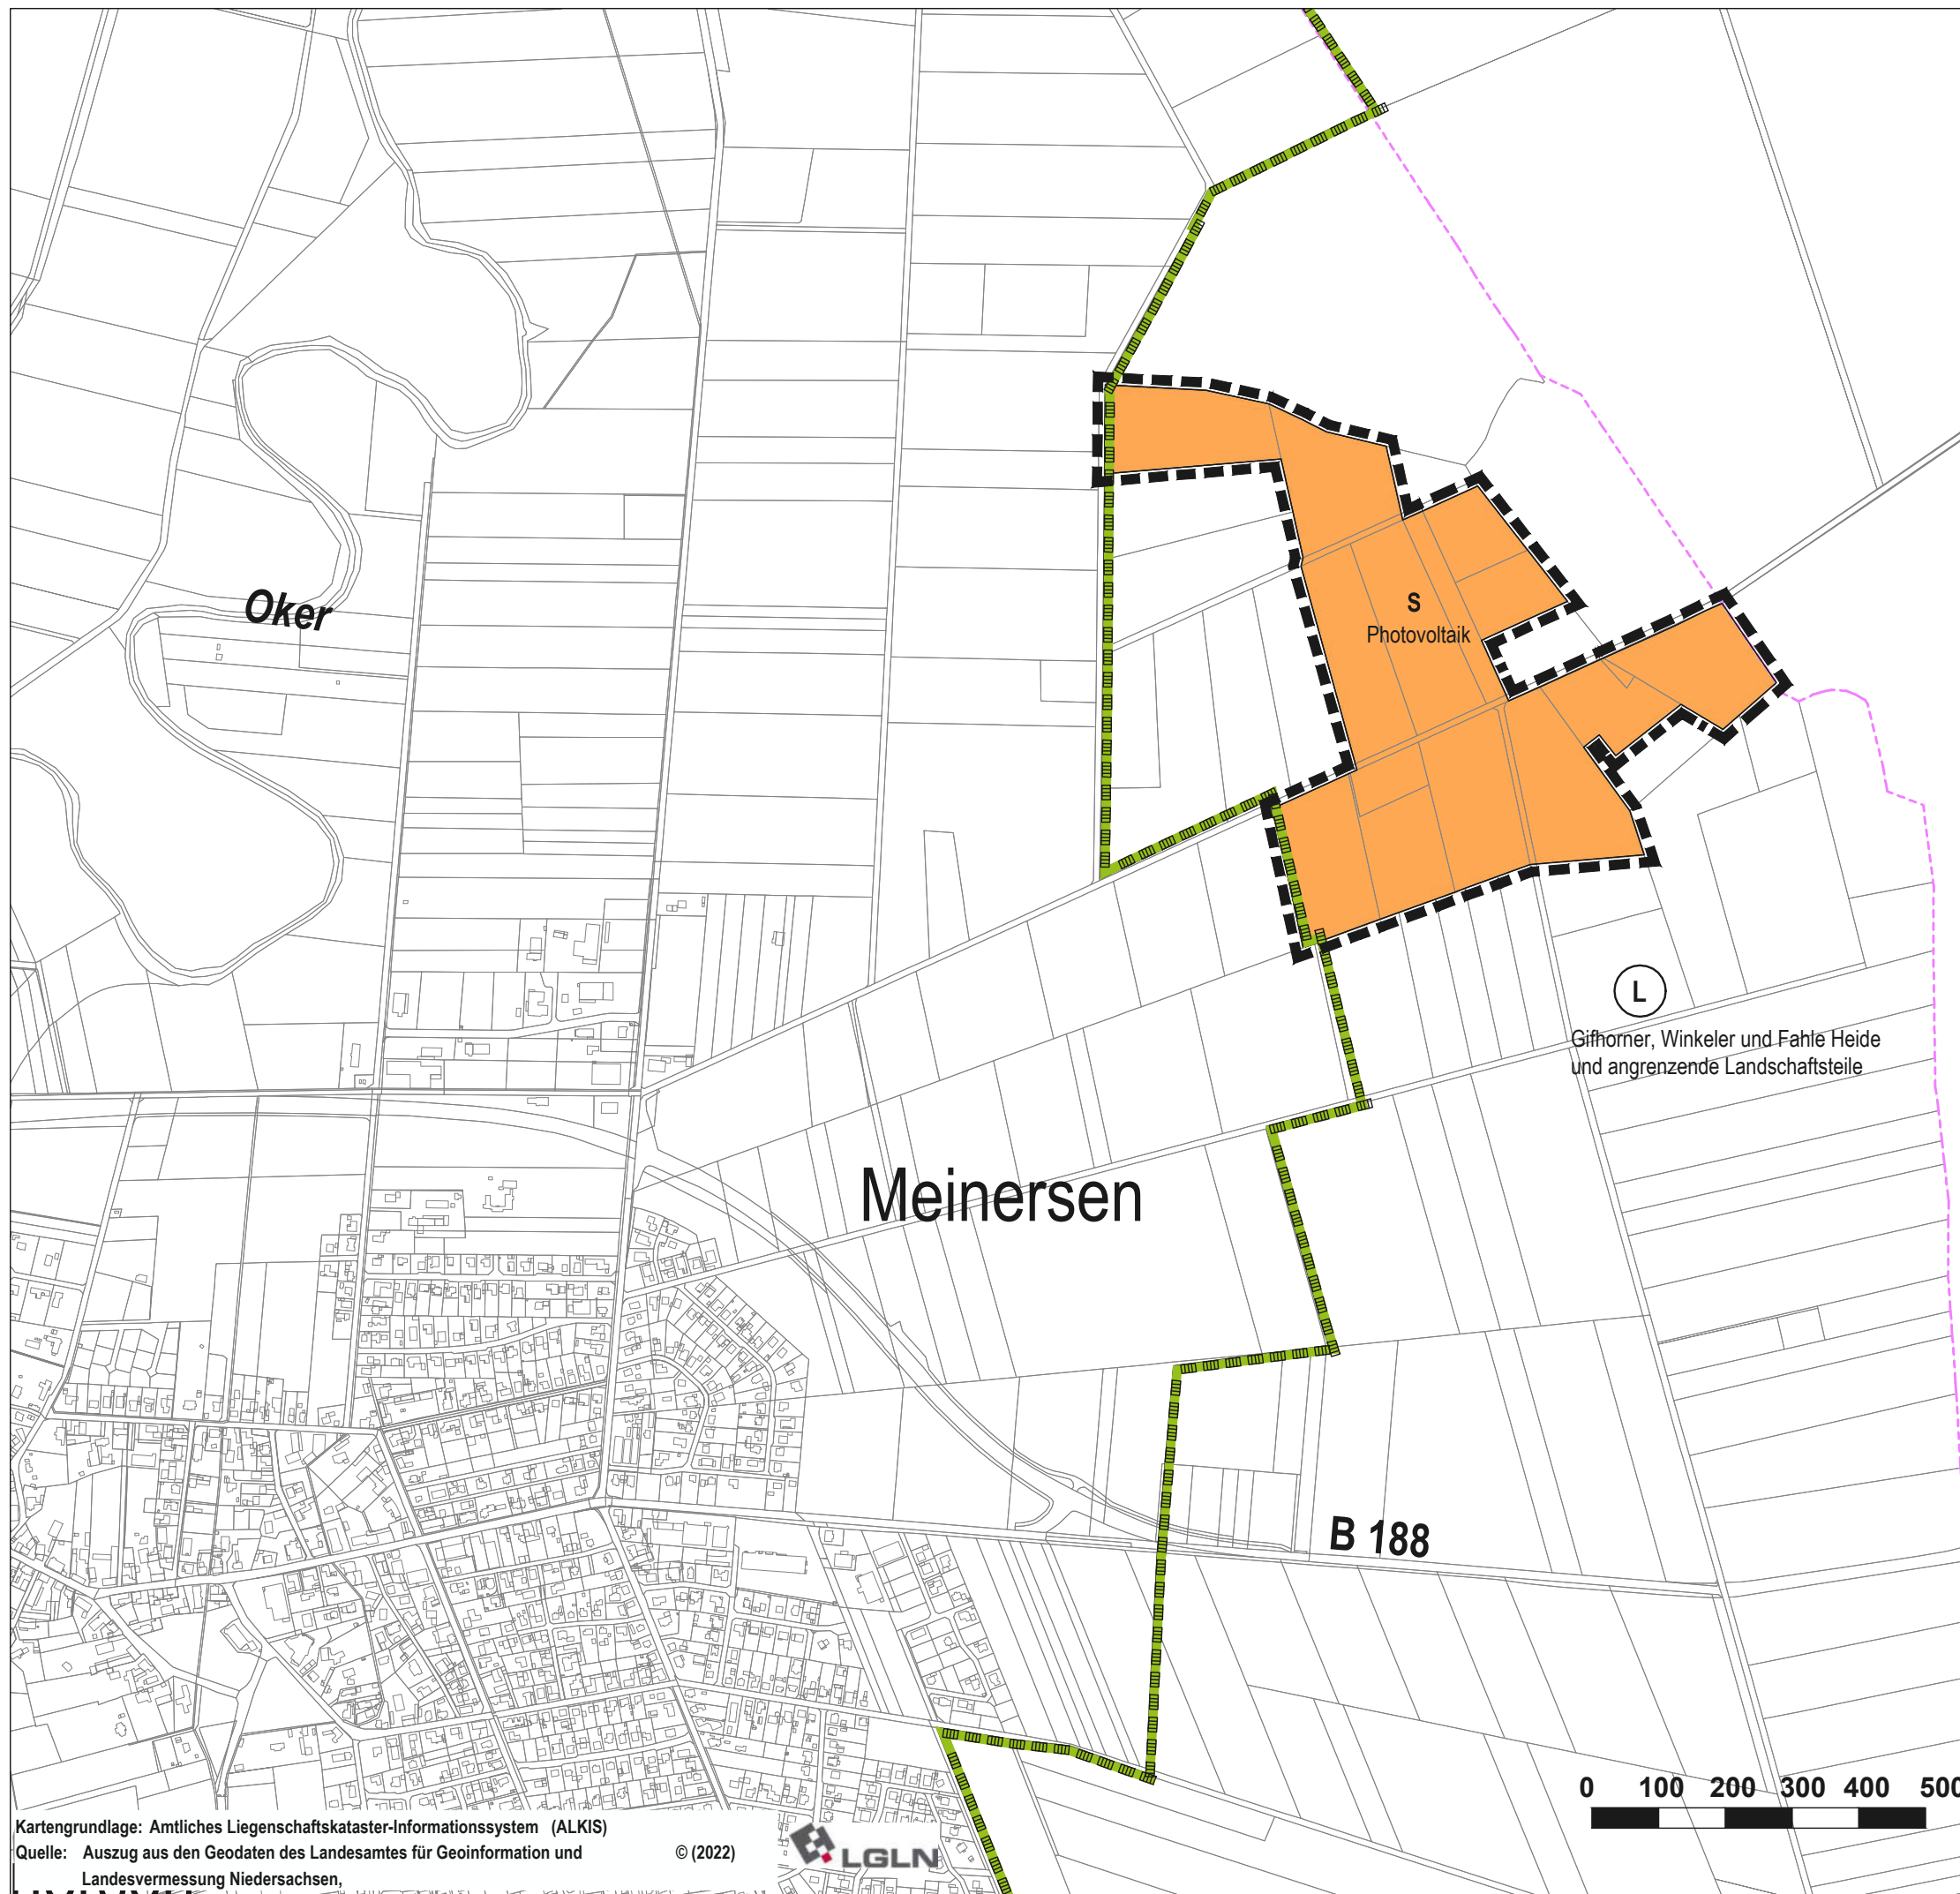 Oker
S
Photovoltaik
L
Gifhorner, Winkeler und Fahle Heide
und angrenzende Landschaftsteile
Meinersen
B 188
0 100 200 300 400 500
Kartengrundlage: Amtliches Liegenschaftskataster-Informationssystem (ALKIS)
Quelle: Auszug aus den Geodaten des Landesamtes für Geoinformation und © (2022)
Landesvermessung Niedersachsen,
LGLN